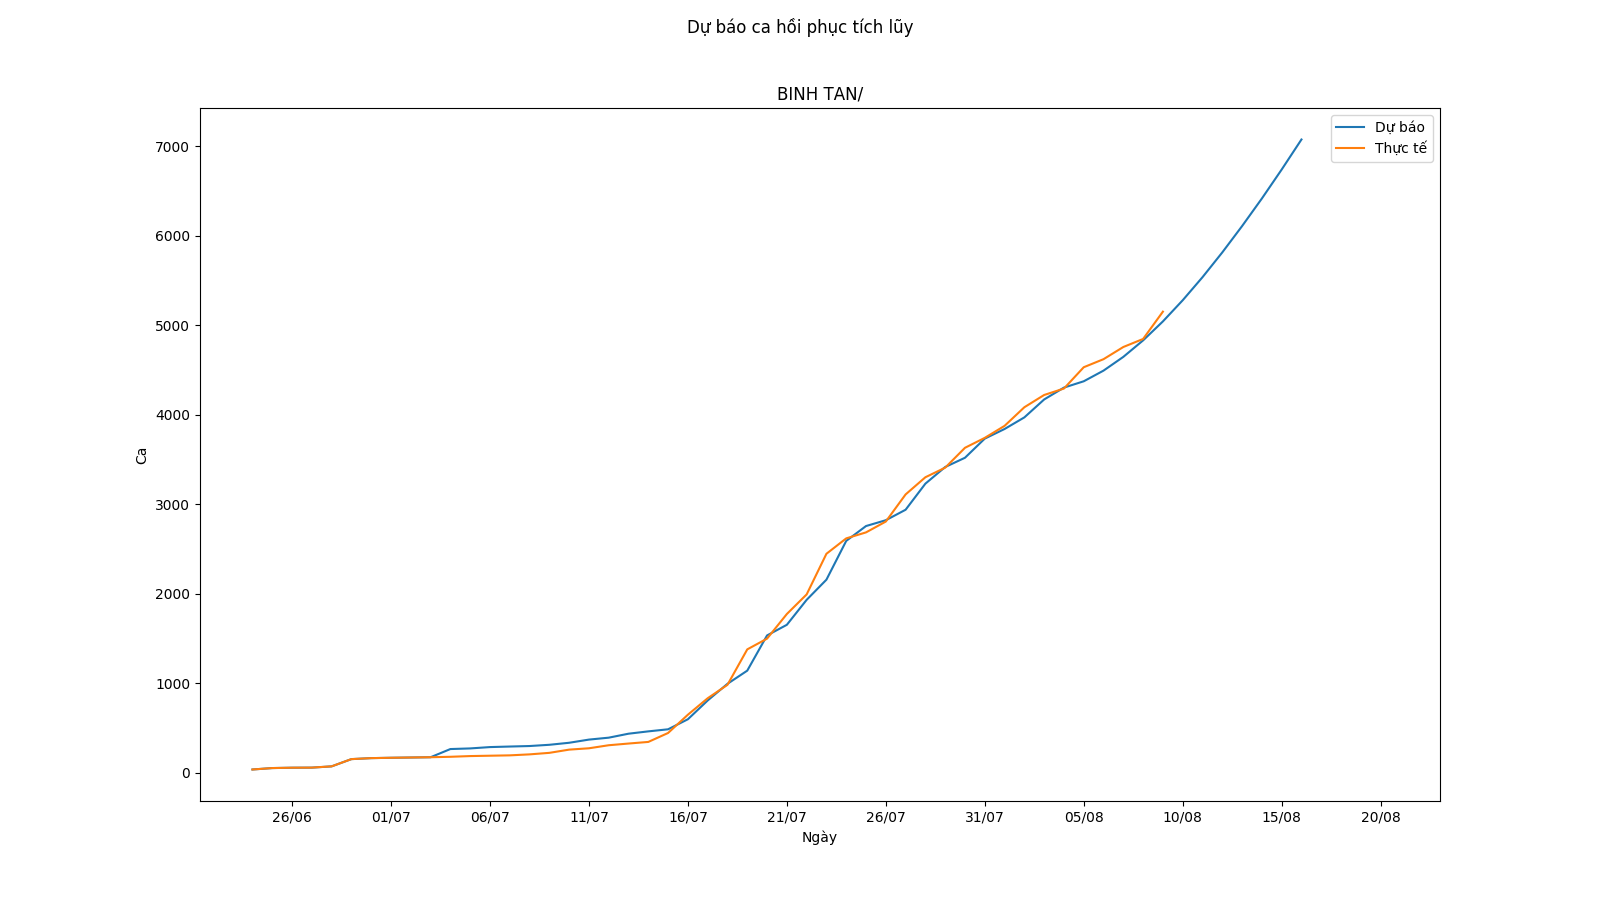 Dự báo ca hồi phục tích lũy
BINH TAN/
Dự báo
Thực tế
7000
6000
5000
4000
3000
2000
1000
0
Ca
26/06 01/07 06/07 11/07 16/07 21/07 26/07 31/07 05/08 10/08 15/08 20/08
Ngày